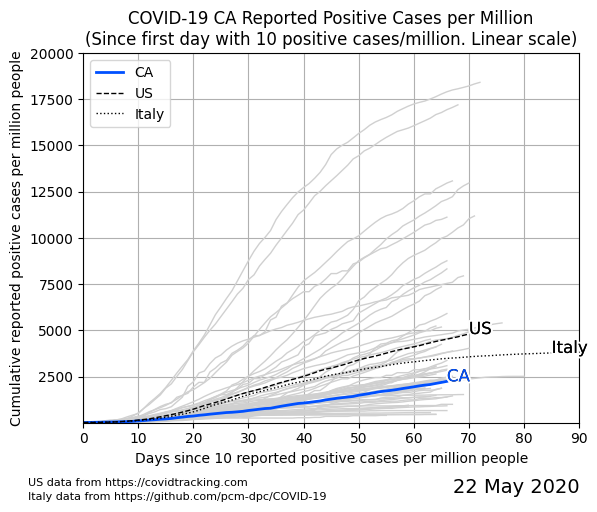 COVID-19 CA Reported Positive Cases per Million
(Since first day with 10 positive cases/million. Linear scale)
Cumulative reported positive cases per million people
20000
17500
15000
12500
10000
7500
5000
2500
CA
US
Italy
US
Italy
CA
0 10 20 30 40 50 60 70 80 90
Days since 10 reported positive cases per million people
US data from https://covidtracking.com
Italy data from https://github.com/pcm-dpc/COVID-19
22 May 2020